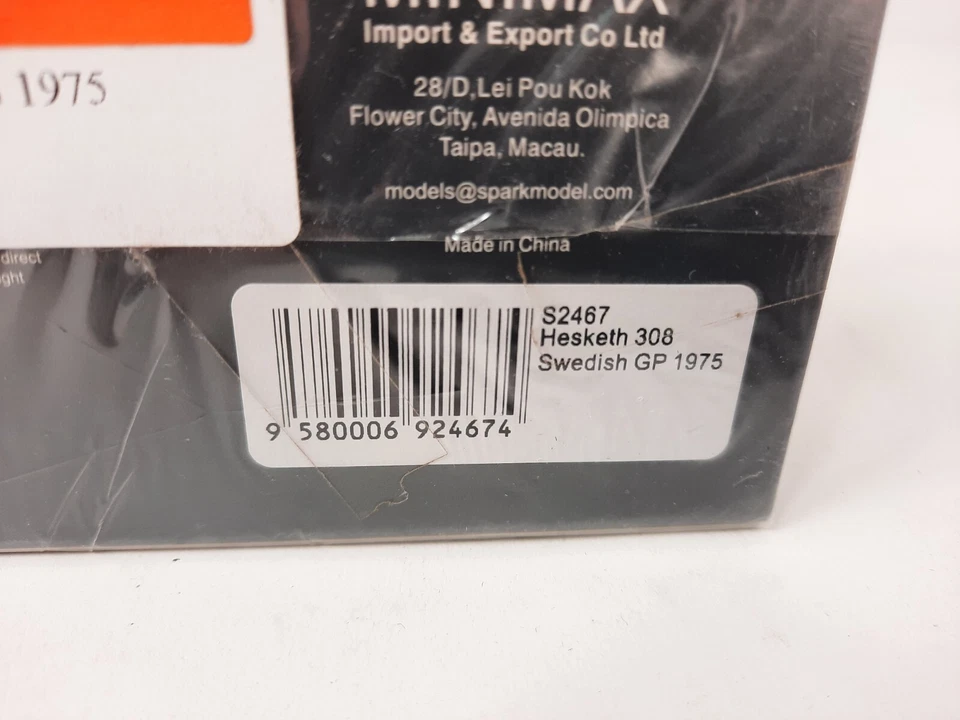 MINIMAX
Import & Export Co Ltd
28/D,Lei Pou Kok
Flower City, Avenida Olimpica
Taipa, Macau.
models@sparkmodel.com
Made in China
1975
direct
S2467
Hesketh 308
Swedish GP 1975
9 580006 924674